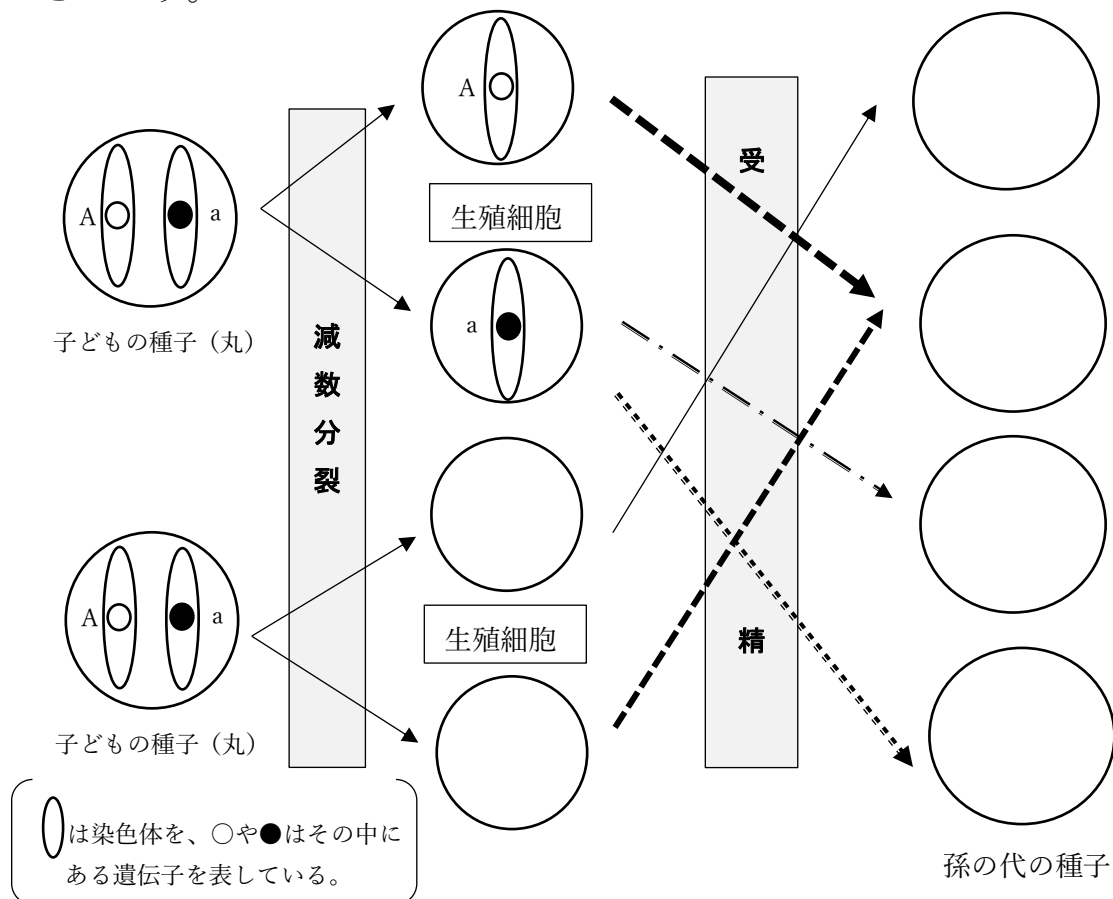 A
A
a
生殖細胞
a
子どもの種子（丸）
減数分裂
受精
A
a
生殖細胞
子どもの種子（丸）
は染色体を、○や●はその中に
ある遺伝子を表している。
孫の代の種子